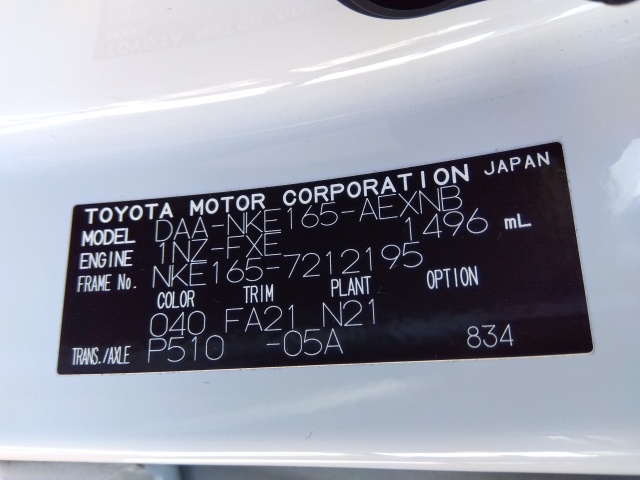 TOYOTA MOTOR CORPORATION JAPAN
MODEL DAA-NKE165-AEXNB
ENGINE 1NZ-FXE 1496 mL
FRAME No. NKE165-7212195
COLOR TRIM PLANT OPTION
040 FA21 N21
TRANS./AXLE P510 -05A 834